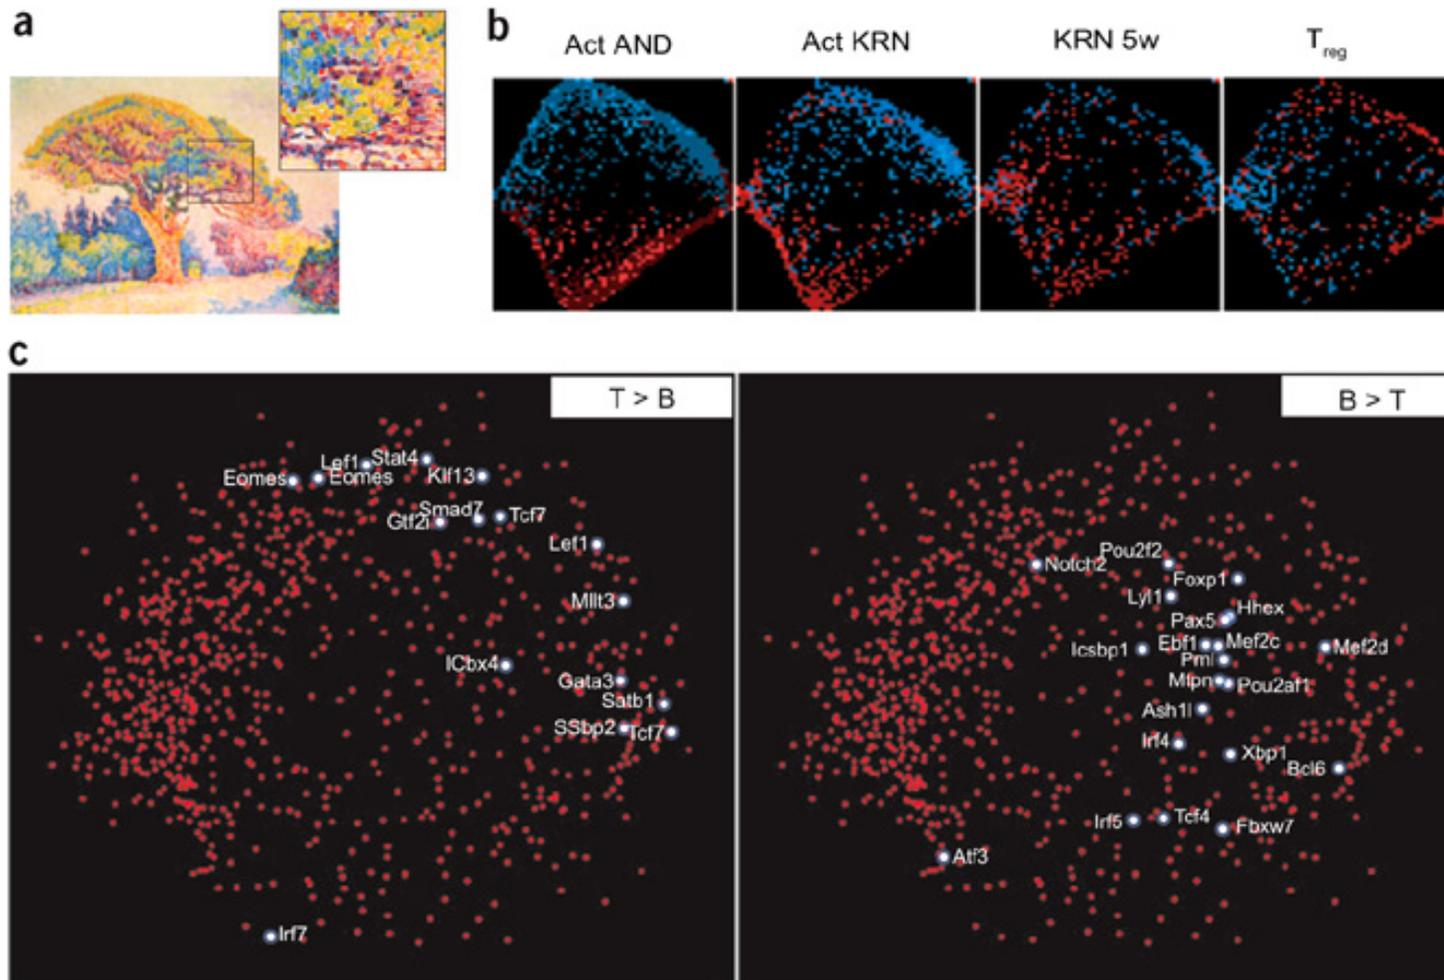 a
b
Act AND
Act KRN
KRN 5w
Treg
c
T > B
Eomes
Lef1
Eomes
Stat4
Klf13
Gtf2i
Smad7
Tcf7
Lef1
Mllt3
ICbx4
Gata3
Satb1
SSbp2
Tcf7
Irf7
B > T
Notch2
Pou2f2
Foxp1
Lyl1
Hhex
Pax5
Icsbp1
Ebf1
Mef2c
Mef2d
Pml
Mtpn
Pou2af1
Ash1l
Irf4
Xbp1
Bcl6
Irf5
Tcf4
Fbxw7
Atf3